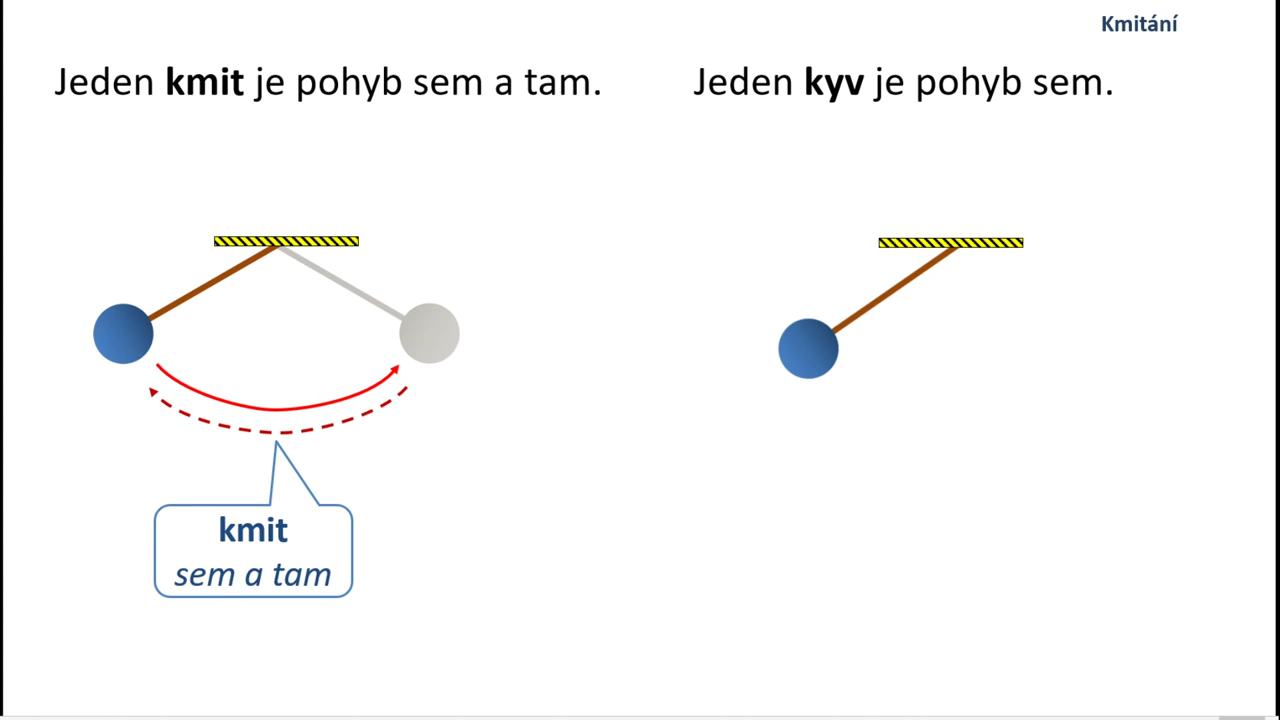 Kmitání
Jeden kmit je pohyb sem a tam.
Jeden kyv je pohyb sem.
kmit
sem a tam